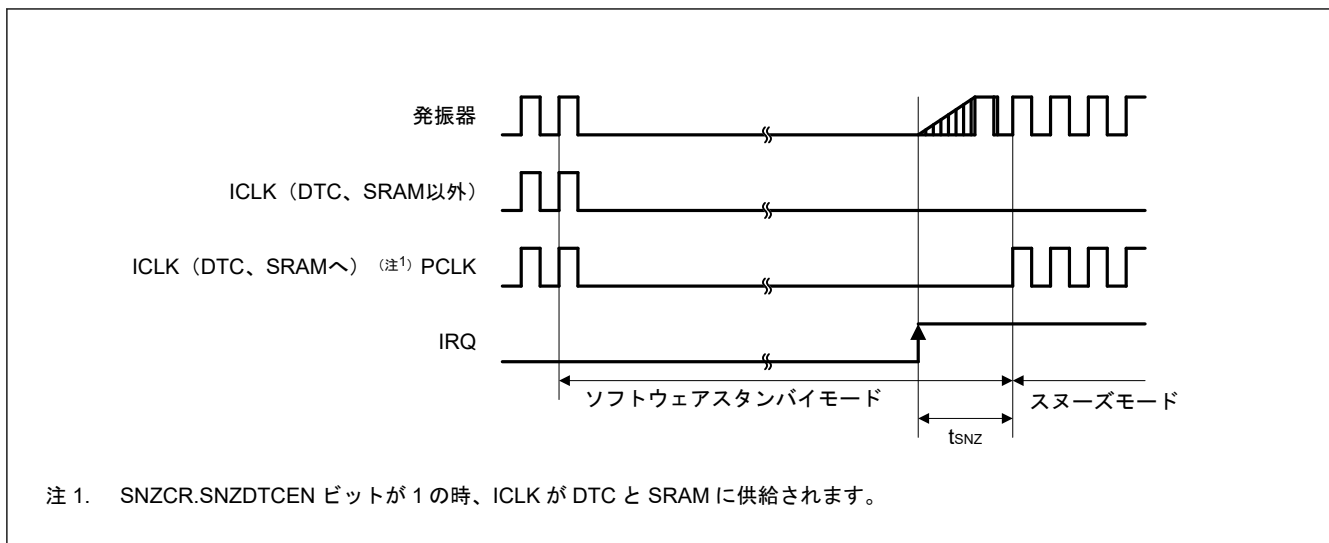 発振器
ICLK（DTC、SRAM以外）
ICLK（DTC、SRAMへ）（注1）PCLK
IRQ
ソフトウェアスタンバイモード
スヌーズモード
tSNZ
注 1. SNZCR.SNZDTCEN ビットが 1 の時、ICLK が DTC と SRAM に供給されます。